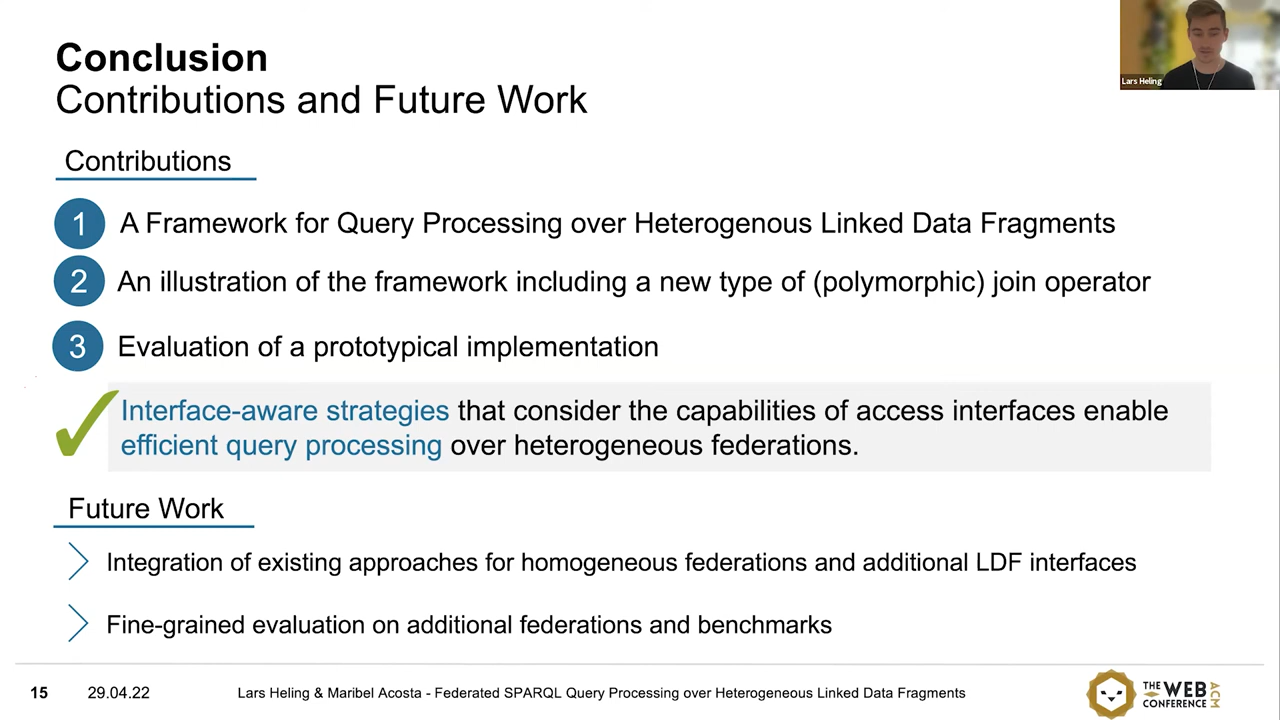 Conclusion
Contributions and Future Work
Lars Heling
Contributions
1 A Framework for Query Processing over Heterogenous Linked Data Fragments
2 An illustration of the framework including a new type of (polymorphic) join operator
3 Evaluation of a prototypical implementation
Interface-aware strategies that consider the capabilities of access interfaces enable
efficient query processing over heterogeneous federations.
Future Work
Integration of existing approaches for homogeneous federations and additional LDF interfaces
Fine-grained evaluation on additional federations and benchmarks
15 29.04.22 Lars Heling & Maribel Acosta - Federated SPARQL Query Processing over Heterogeneous Linked Data Fragments
THE WEB
CONFERENCE
ACM